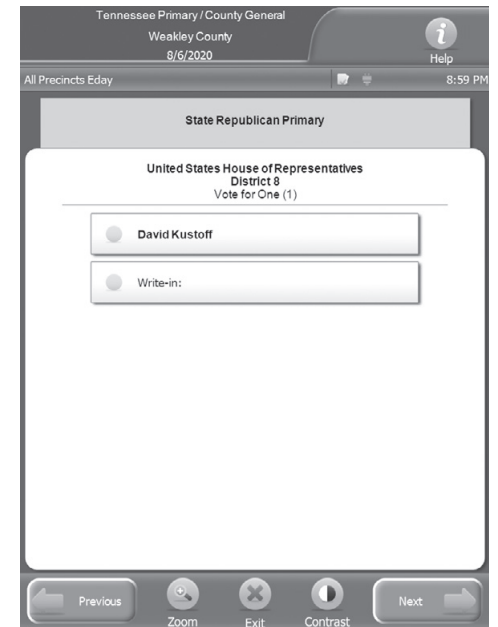 Tennessee Primary / County General
Weakley County
8/6/2020
Help
All Precincts Eday
8:59 PM
State Republican Primary
United States House of Representatives
District 8
Vote for One (1)
David Kustoff
Write-in:
Previous
Zoom
Exit
Contrast
Next